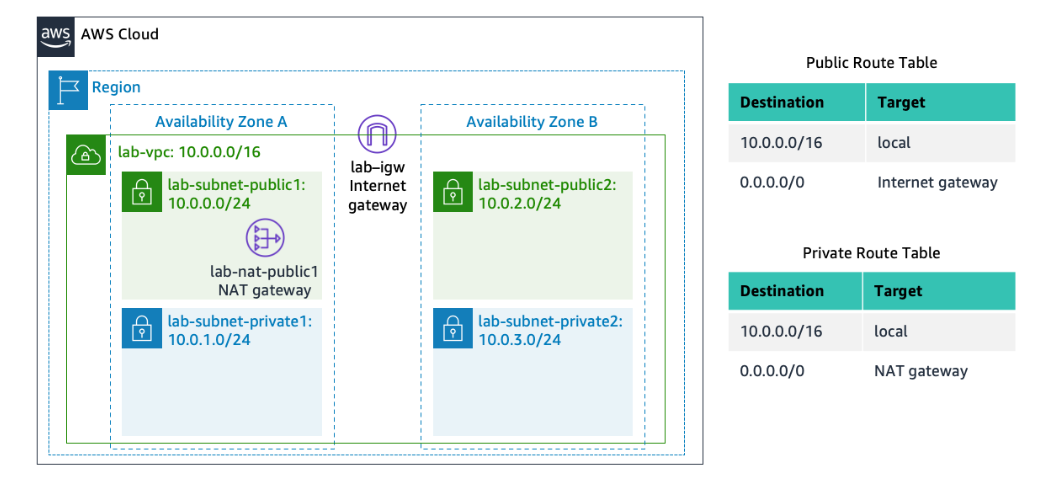 aws AWS Cloud
Region
Availability Zone A
Availability Zone B
lab-vpc: 10.0.0.0/16
lab–igw
Internet
gateway
lab-subnet-public1:
10.0.0.0/24
lab-nat-public1
NAT gateway
lab-subnet-public2:
10.0.2.0/24
lab-subnet-private1:
10.0.1.0/24
lab-subnet-private2:
10.0.3.0/24
Public Route Table
Destination Target
10.0.0.0/16 local
0.0.0.0/0 Internet gateway
Private Route Table
Destination Target
10.0.0.0/16 local
0.0.0.0/0 NAT gateway